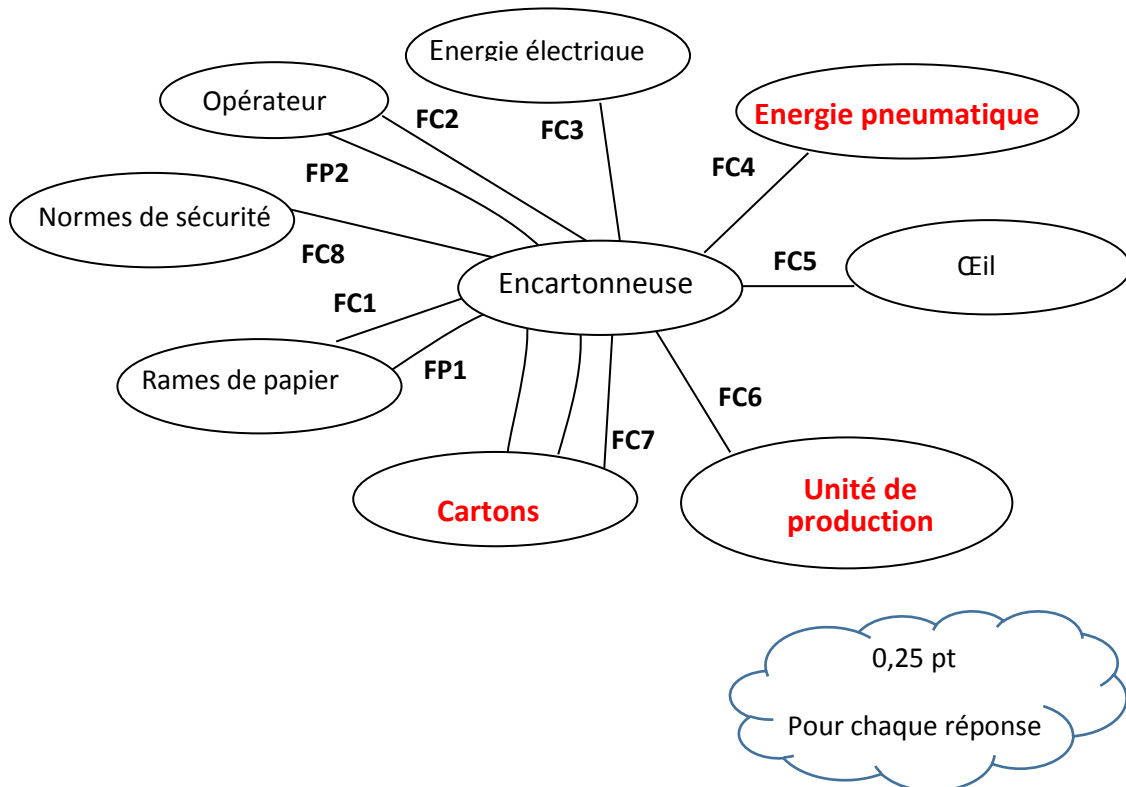 Energie électrique
Opérateur
FC2
FC3
Energie pneumatique
FC4
FP2
Normes de sécurité
FC8
FC5
Œil
Encartonneuse
FC1
Rames de papier
FP1
FC6
FC7
Cartons
Unité de
production
0,25 pt
Pour chaque réponse